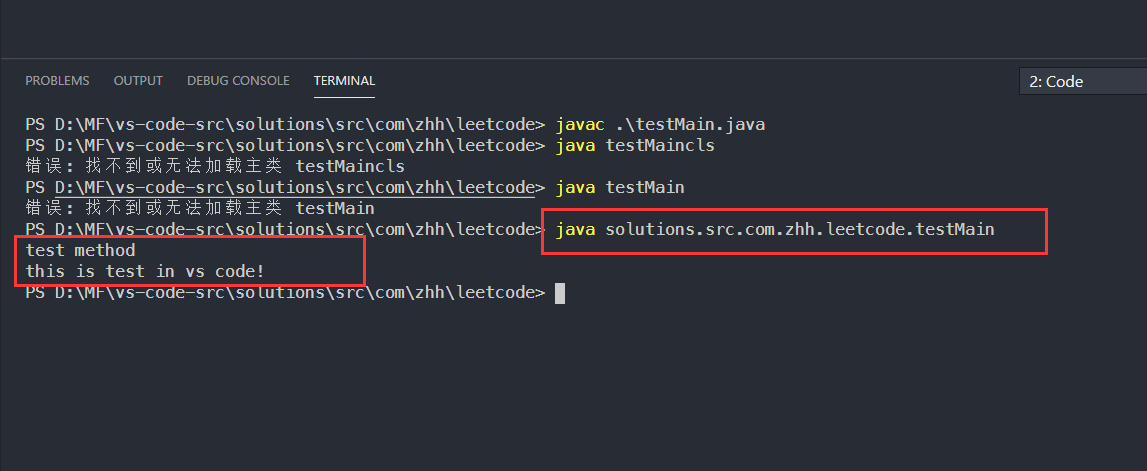 PROBLEMS OUTPUT DEBUG CONSOLE TERMINAL 2: Code
PS D:\MF\vs-code-src\solutions\src\com\zhh\leetcode> javac .\testMain.java
PS D:\MF\vs-code-src\solutions\src\com\zhh\leetcode> java testMaincls
错误: 找不到或无法加载主类 testMaincls
PS D:\MF\vs-code-src\solutions\src\com\zhh\leetcode> java testMain
错误: 找不到或无法加载主类 testMain
PS D:\MF\vs-code-src\solutions\src\com\zhh\leetcode> java solutions.src.com.zhh.leetcode.testMain
test method
this is test in vs code!
PS D:\MF\vs-code-src\solutions\src\com\zhh\leetcode>